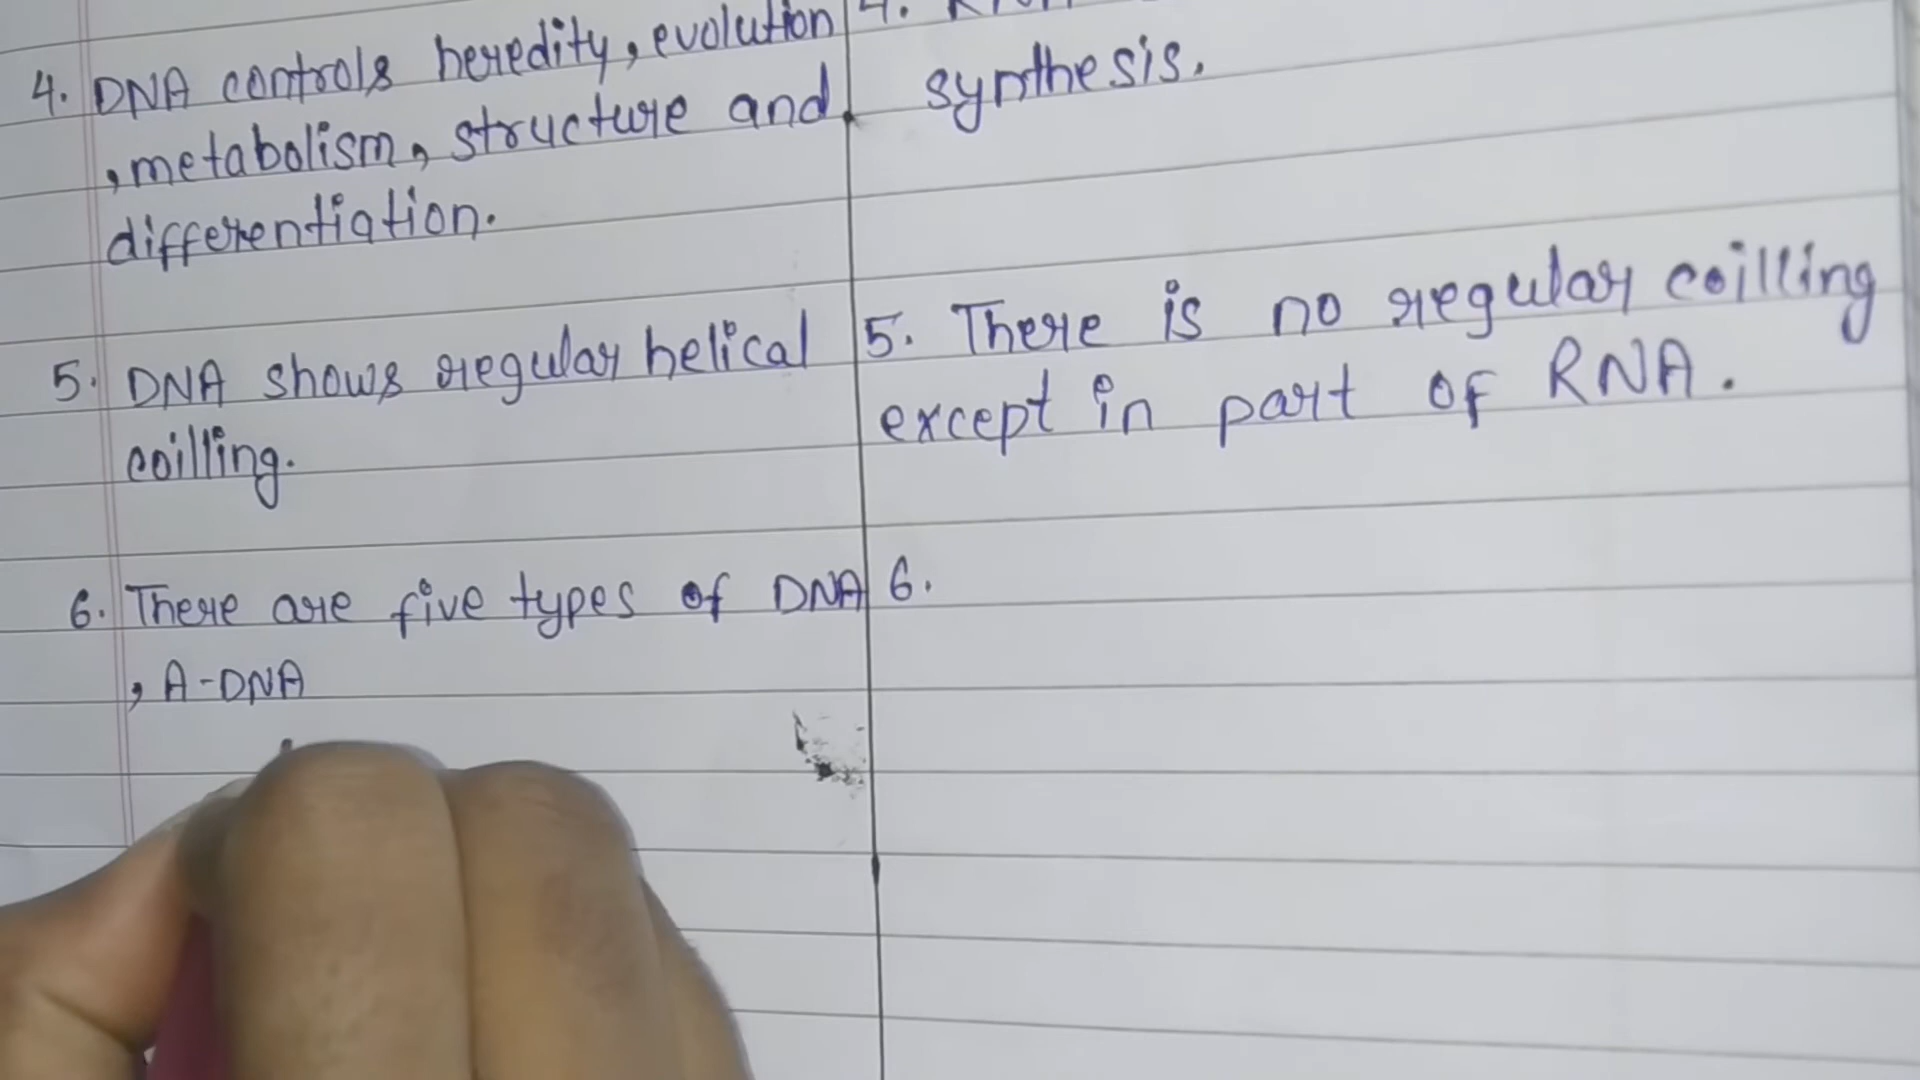 4. DNA controls heredity, evolution
, metabolism, structure and
differentiation.
5. DNA shows regular helical
coilling.
6. There are five types of DNA
, A-DNA
4.
synthesis.
5. There is no regular coilling
except in part of RNA.
6.